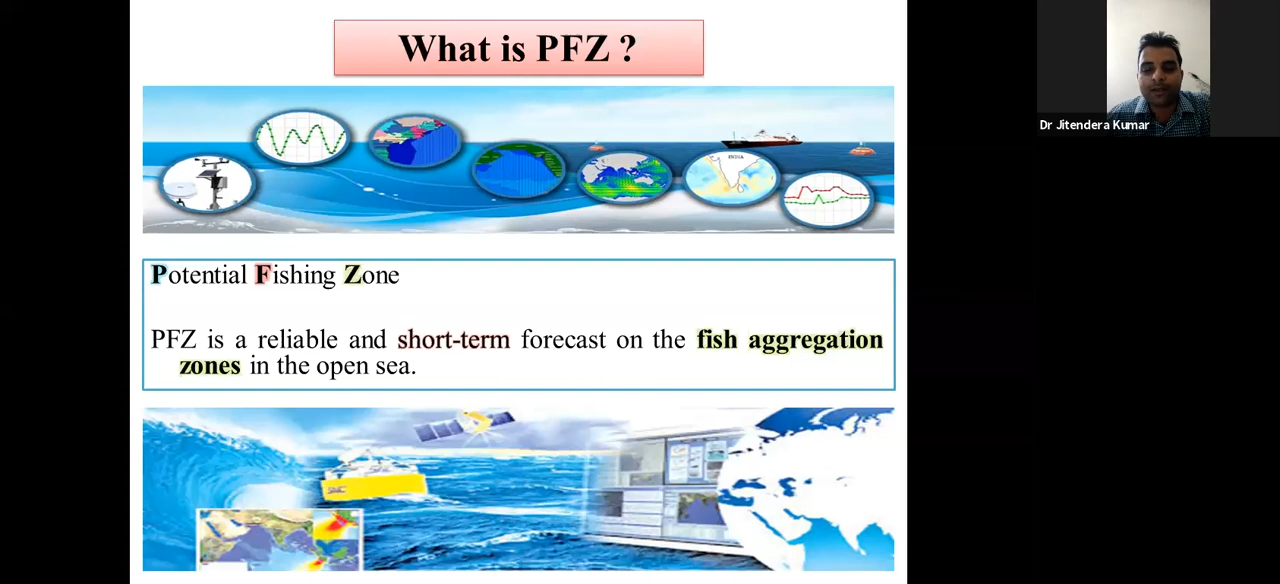 What is PFZ ?
Dr Jitendera Kumar
INDIA
Potential Fishing Zone
PFZ is a reliable and short-term forecast on the fish aggregation
zones in the open sea.